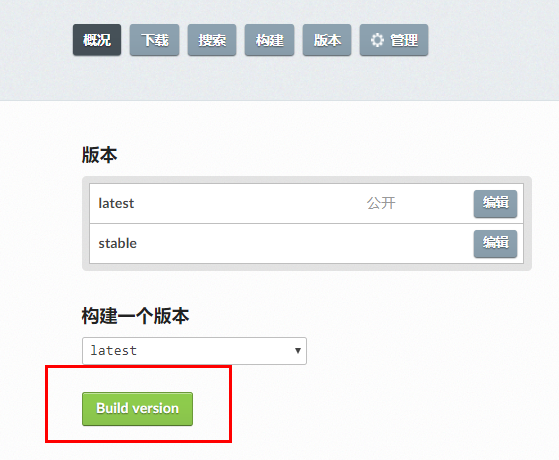 概况 下载 搜索 构建 版本 管理
版本
latest 公开 编辑
stable 编辑
构建一个版本
latest
Build version